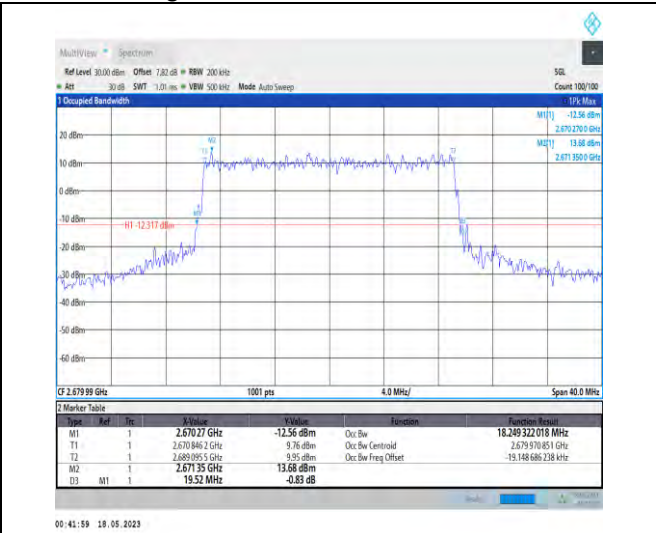 MultiView Spectrum
Ref Level 30.00 dBm Offset 7.82 dB RBW 200 kHz SGL
Att 30 dB SWT 1.01 ms VBW 500 kHz Mode Auto Sweep Count 100/100
1 Occupied Bandwidth 1Pk Max
M1[1] -12.56 dBm
2.670 270 0 GHz
20 dBm
M2[1] 13.68 dBm
2.671 350 0 GHz
M2
T1 T2
10 dBm
0 dBm
-10 dBm
H1 -12.317 dBm
-20 dBm
-30 dBm
-40 dBm
-50 dBm
-60 dBm
CF 2.679 99 GHz 1001 pts 4.0 MHz/ Span 40.0 MHz
2 Marker Table
Type Ref Trc X-Value Y-Value Function Function Result
M1 1 2.670 27 GHz -12.56 dBm Occ Bw 18.249 322 018 MHz
T1 1 2.670 846 2 GHz 9.76 dBm Occ Bw Centroid 2.679 970 851 GHz
T2 1 2.689 095 5 GHz 9.95 dBm Occ Bw Freq Offset -19.148 686 238 kHz
M2 1 2.671 35 GHz 13.68 dBm
D3 M1 1 19.52 MHz -0.83 dB
00:41:59 18.05.2023